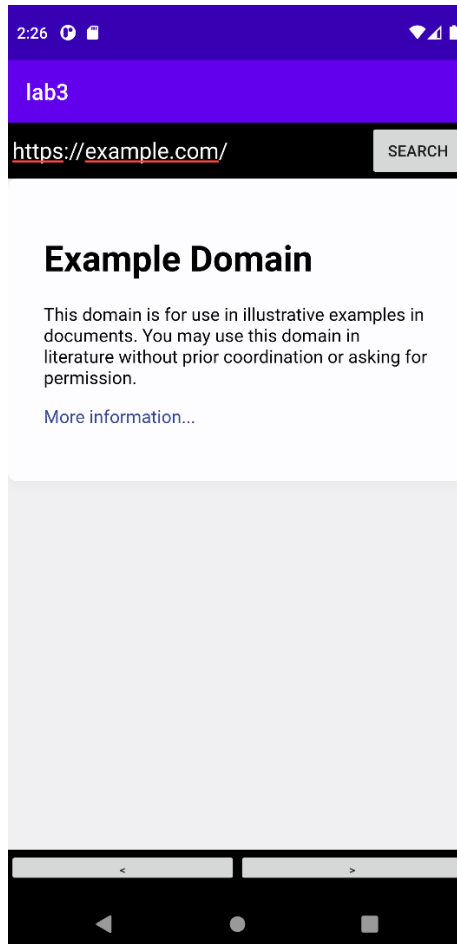 2:26
lab3
https://example.com/
SEARCH
Example Domain
This domain is for use in illustrative examples in
documents. You may use this domain in
literature without prior coordination or asking for
permission.
More information...
< >